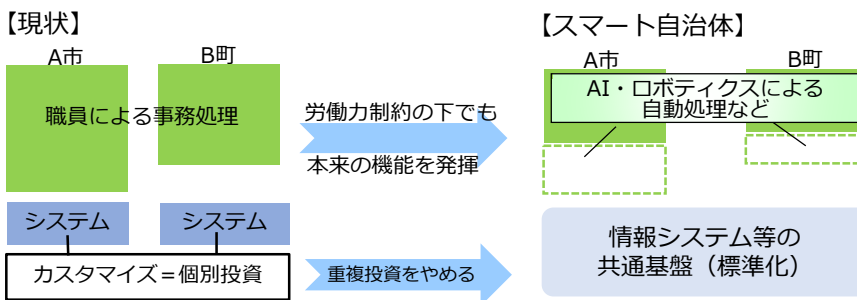 【現状】
A市
B町
職員による事務処理
システム
システム
カスタマイズ=個別投資
労働力制約の下でも
本来の機能を発揮
重複投資をやめる
【スマート自治体】
A市
B町
AI・ロボティクスによる
自動処理など
情報システム等の
共通基盤（標準化）